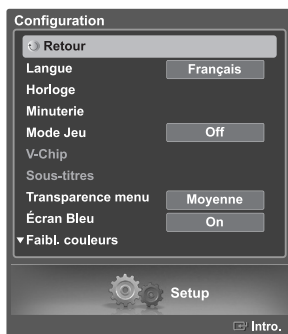 Configuration
Retour
Langue Français
Horloge
Minuterie
Mode Jeu Off
V-Chip
Sous-titres
Transparence menu Moyenne
Écran Bleu On
▼Faibl. couleurs
Setup
Intro.